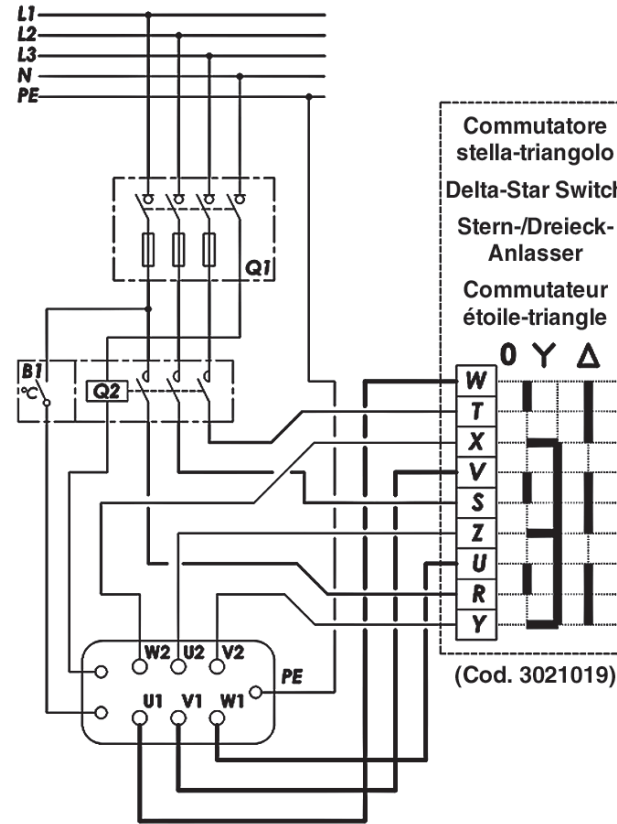 L1
L2
L3
N
PE
Commutatore
stella-triangolo
Delta-Star Switch
Stern-/Dreieck-
Anlasser
Commutateur
étoile-triangle
Q1
0 Y Δ
B1
°C
Q2
W
T
X
V
S
Z
U
R
Y
W2 U2 V2
PE
U1 V1 W1
(Cod. 3021019)